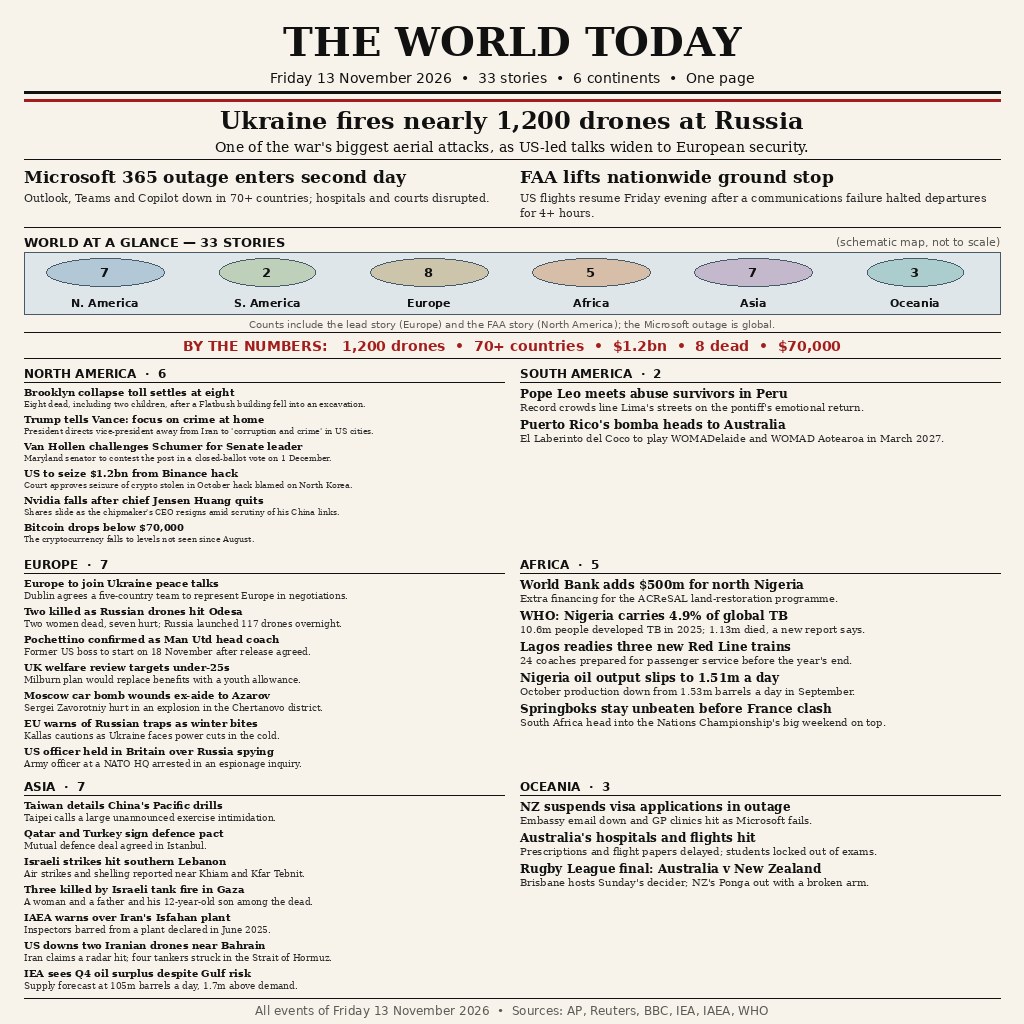 THE WORLD TODAY
Friday 13 November 2026 • 33 stories • 6 continents • One page
Ukraine fires nearly 1,200 drones at Russia
One of the war's biggest aerial attacks, as US-led talks widen to European security.
Microsoft 365 outage enters second day
Outlook, Teams and Copilot down in 70+ countries; hospitals and courts disrupted.
FAA lifts nationwide ground stop
US flights resume Friday evening after a communications failure halted departures
for 4+ hours.
WORLD AT A GLANCE — 33 STORIES
(schematic map, not to scale)
7
2
8
5
7
3
N. America
S. America
Europe
Africa
Asia
Oceania
Counts include the lead story (Europe) and the FAA story (North America); the Microsoft outage is global.
BY THE NUMBERS: 1,200 drones • 70+ countries • $1.2bn • 8 dead • $70,000
NORTH AMERICA · 6
Brooklyn collapse toll settles at eight
Eight dead, including two children, after a Flatbush building fell into an excavation.
Trump tells Vance: focus on crime at home
President directs vice-president away from Iran to 'corruption and crime' in US cities.
Van Hollen challenges Schumer for Senate leader
Maryland senator to contest the post in a closed-ballot vote on 1 December.
US to seize $1.2bn from Binance hack
Court approves seizure of crypto stolen in October hack blamed on North Korea.
Nvidia falls after chief Jensen Huang quits
Shares slide as the chipmaker's CEO resigns amid scrutiny of his China links.
Bitcoin drops below $70,000
The cryptocurrency falls to levels not seen since August.
SOUTH AMERICA · 2
Pope Leo meets abuse survivors in Peru
Record crowds line Lima's streets on the pontiff's emotional return.
Puerto Rico's bomba heads to Australia
El Laberinto del Coco to play WOMADelaide and WOMAD Aotearoa in March 2027.
EUROPE · 7
Europe to join Ukraine peace talks
Dublin agrees a five-country team to represent Europe in negotiations.
Two killed as Russian drones hit Odesa
Two women dead, seven hurt; Russia launched 117 drones overnight.
Pochettino confirmed as Man Utd head coach
Former US boss to start on 18 November after release agreed.
UK welfare review targets under-25s
Milburn plan would replace benefits with a youth allowance.
Moscow car bomb wounds ex-aide to Azarov
Sergei Zavorotniy hurt in an explosion in the Chertanovo district.
EU warns of Russian traps as winter bites
Kallas cautions as Ukraine faces power cuts in the cold.
US officer held in Britain over Russia spying
Army officer at a NATO HQ arrested in an espionage inquiry.
AFRICA · 5
World Bank adds $500m for north Nigeria
Extra financing for the ACReSAL land-restoration programme.
WHO: Nigeria carries 4.9% of global TB
10.6m people developed TB in 2025; 1.13m died, a new report says.
Lagos readies three new Red Line trains
24 coaches prepared for passenger service before the year's end.
Nigeria oil output slips to 1.51m a day
October production down from 1.53m barrels a day in September.
Springboks stay unbeaten before France clash
South Africa head into the Nations Championship's big weekend on top.
ASIA · 7
Taiwan details China's Pacific drills
Taipei calls a large unannounced exercise intimidation.
Qatar and Turkey sign defence pact
Mutual defence deal agreed in Istanbul.
Israeli strikes hit southern Lebanon
Air strikes and shelling reported near Khiam and Kfar Tebnit.
Three killed by Israeli tank fire in Gaza
A woman and a father and his 12-year-old son among the dead.
IAEA warns over Iran's Isfahan plant
Inspectors barred from a plant declared in June 2025.
US downs two Iranian drones near Bahrain
Iran claims a radar hit; four tankers struck in the Strait of Hormuz.
IEA sees Q4 oil surplus despite Gulf risk
Supply forecast at 105m barrels a day, 1.7m above demand.
OCEANIA · 3
NZ suspends visa applications in outage
Embassy email down and GP clinics hit as Microsoft fails.
Australia's hospitals and flights hit
Prescriptions and flight papers delayed; students locked out of exams.
Rugby League final: Australia v New Zealand
Brisbane hosts Sunday's decider; NZ's Ponga out with a broken arm.
All events of Friday 13 November 2026 • Sources: AP, Reuters, BBC, IEA, IAEA, WHO